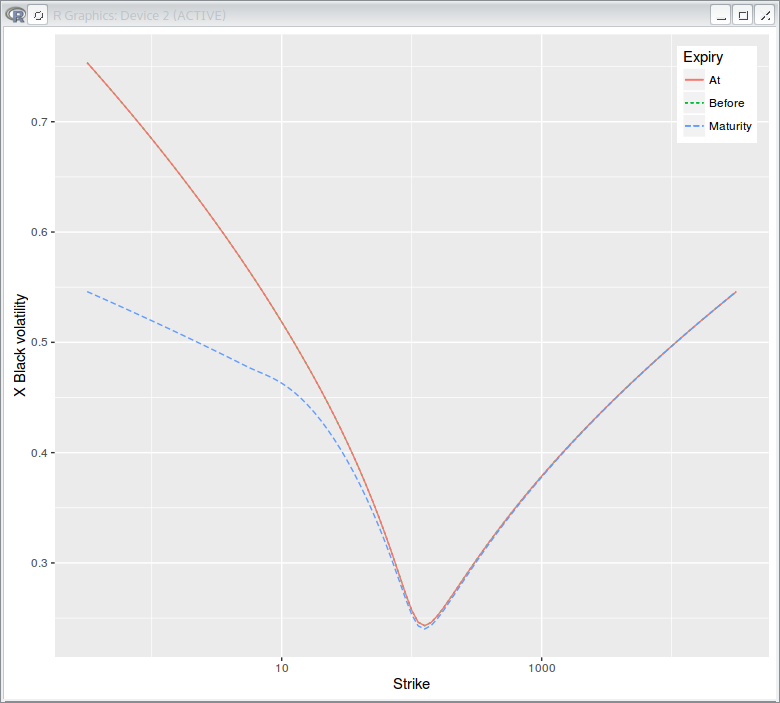 R Graphics: Device 2 (ACTIVE)
Expiry
At
Before
Maturity
0.7
0.6
0.5
0.4
0.3
X Black volatility
10
1000
Strike